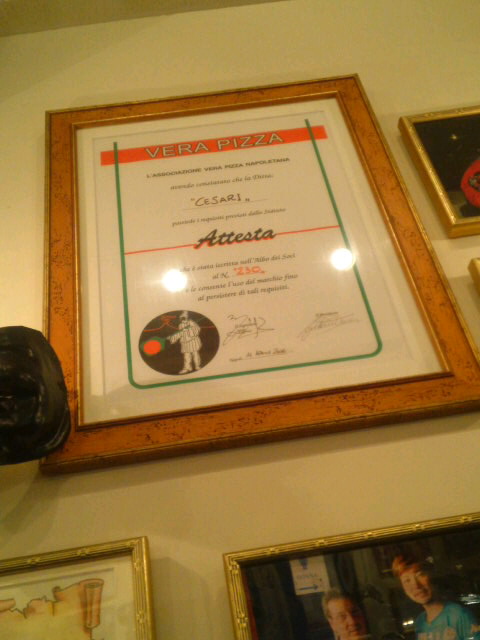 VERA PIZZA
L'ASSOCIAZIONE VERA PIZZA NAPOLETANA
avendo constatato che la Ditta,
"CESARI"
possiede i requisiti previsti dallo Statuto
Attesta
che è stata iscritta nell'Albo dei Soci
al N. "230"
e le consente l'uso del marchio fino
al persistere di tali requisiti.
Napoli